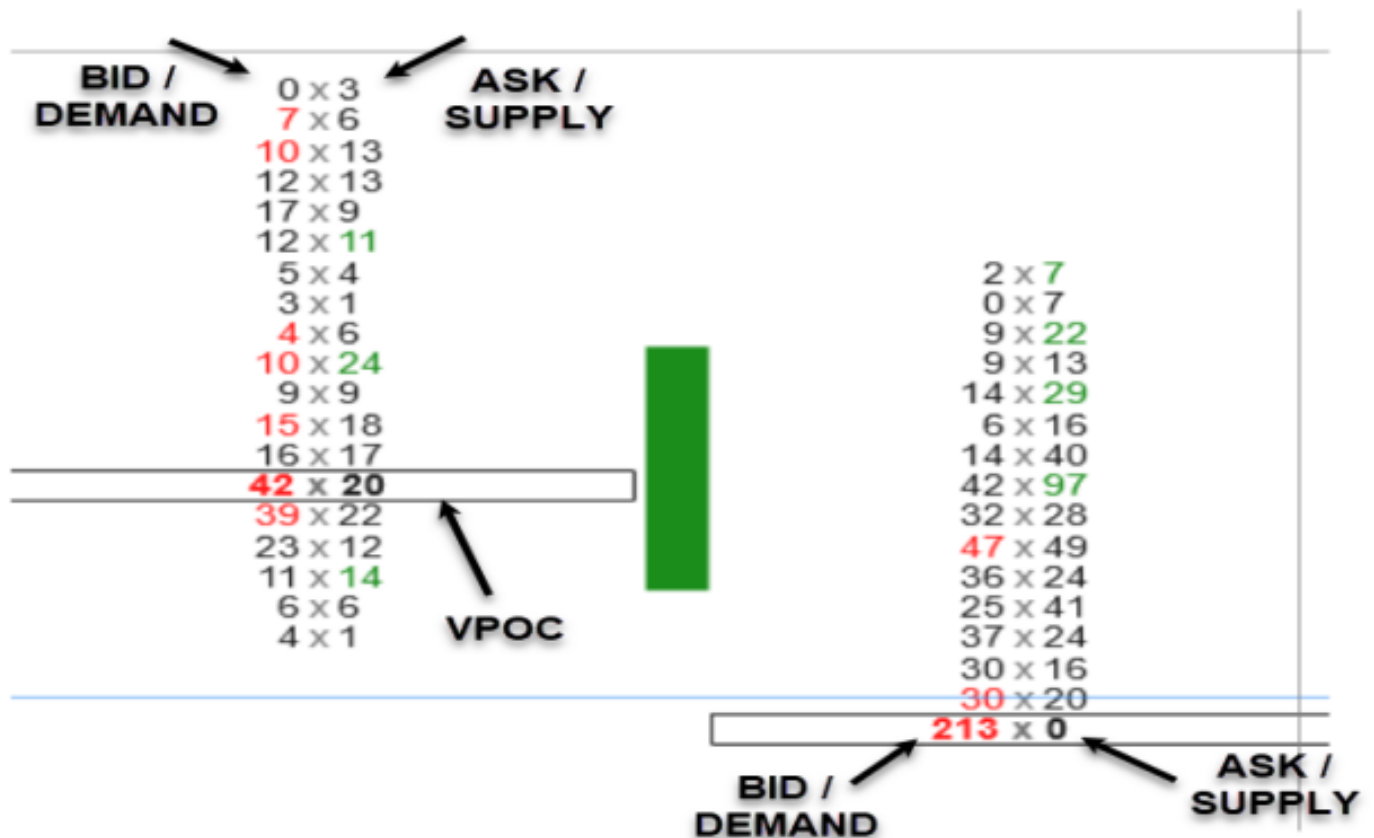 BID /
DEMAND
ASK /
SUPPLY
0 x 3
7 x 6
10 x 13
12 x 13
17 x 9
12 x 11
5 x 4
3 x 1
4 x 6
10 x 24
9 x 9
15 x 18
16 x 17
42 x 20
39 x 22
23 x 12
11 x 14
6 x 6
4 x 1
VPOC
2 x 7
0 x 7
9 x 22
9 x 13
14 x 29
6 x 16
14 x 40
42 x 97
32 x 28
47 x 49
36 x 24
25 x 41
37 x 24
30 x 16
30 x 20
213 x 0
BID /
DEMAND
ASK /
SUPPLY